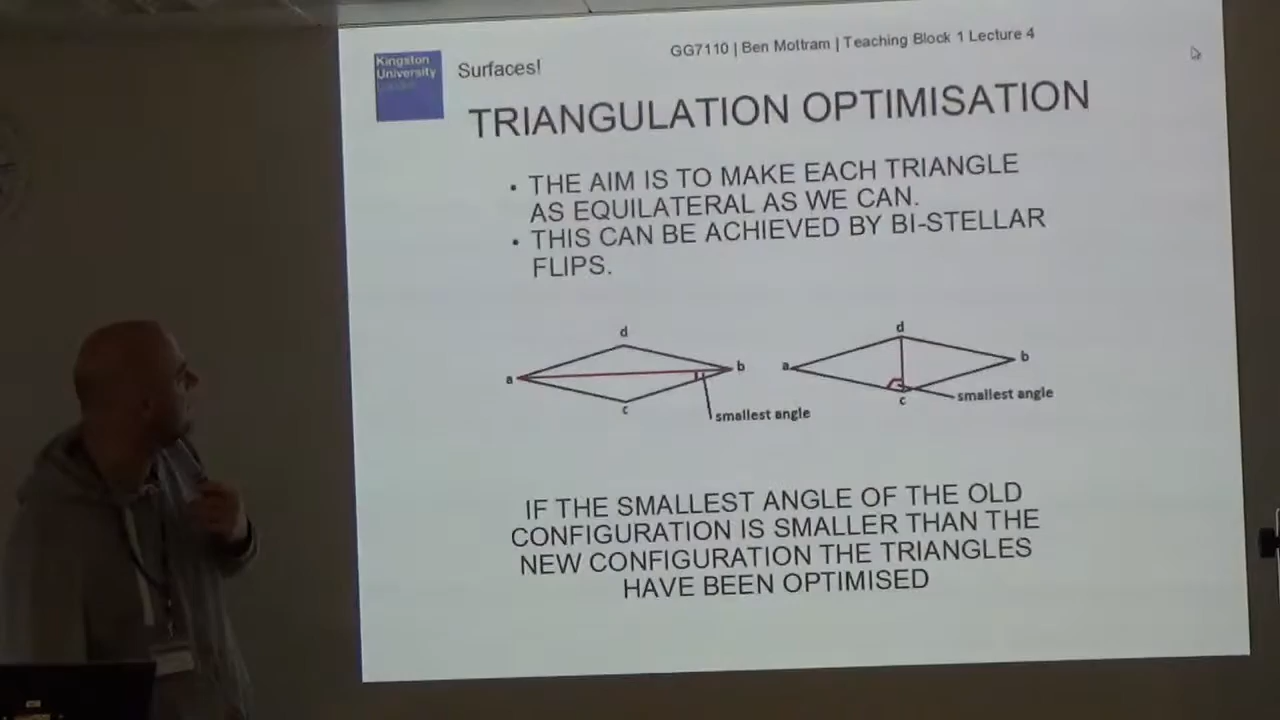 Kingston
University
London
Surfaces!
GG7110 | Ben Mottram | Teaching Block 1 Lecture 4
TRIANGULATION OPTIMISATION
• THE AIM IS TO MAKE EACH TRIANGLE
AS EQUILATERAL AS WE CAN.
• THIS CAN BE ACHIEVED BY BI-STELLAR
FLIPS.
d
a
b
c
smallest angle
d
a
b
c
smallest angle
IF THE SMALLEST ANGLE OF THE OLD
CONFIGURATION IS SMALLER THAN THE
NEW CONFIGURATION THE TRIANGLES
HAVE BEEN OPTIMISED